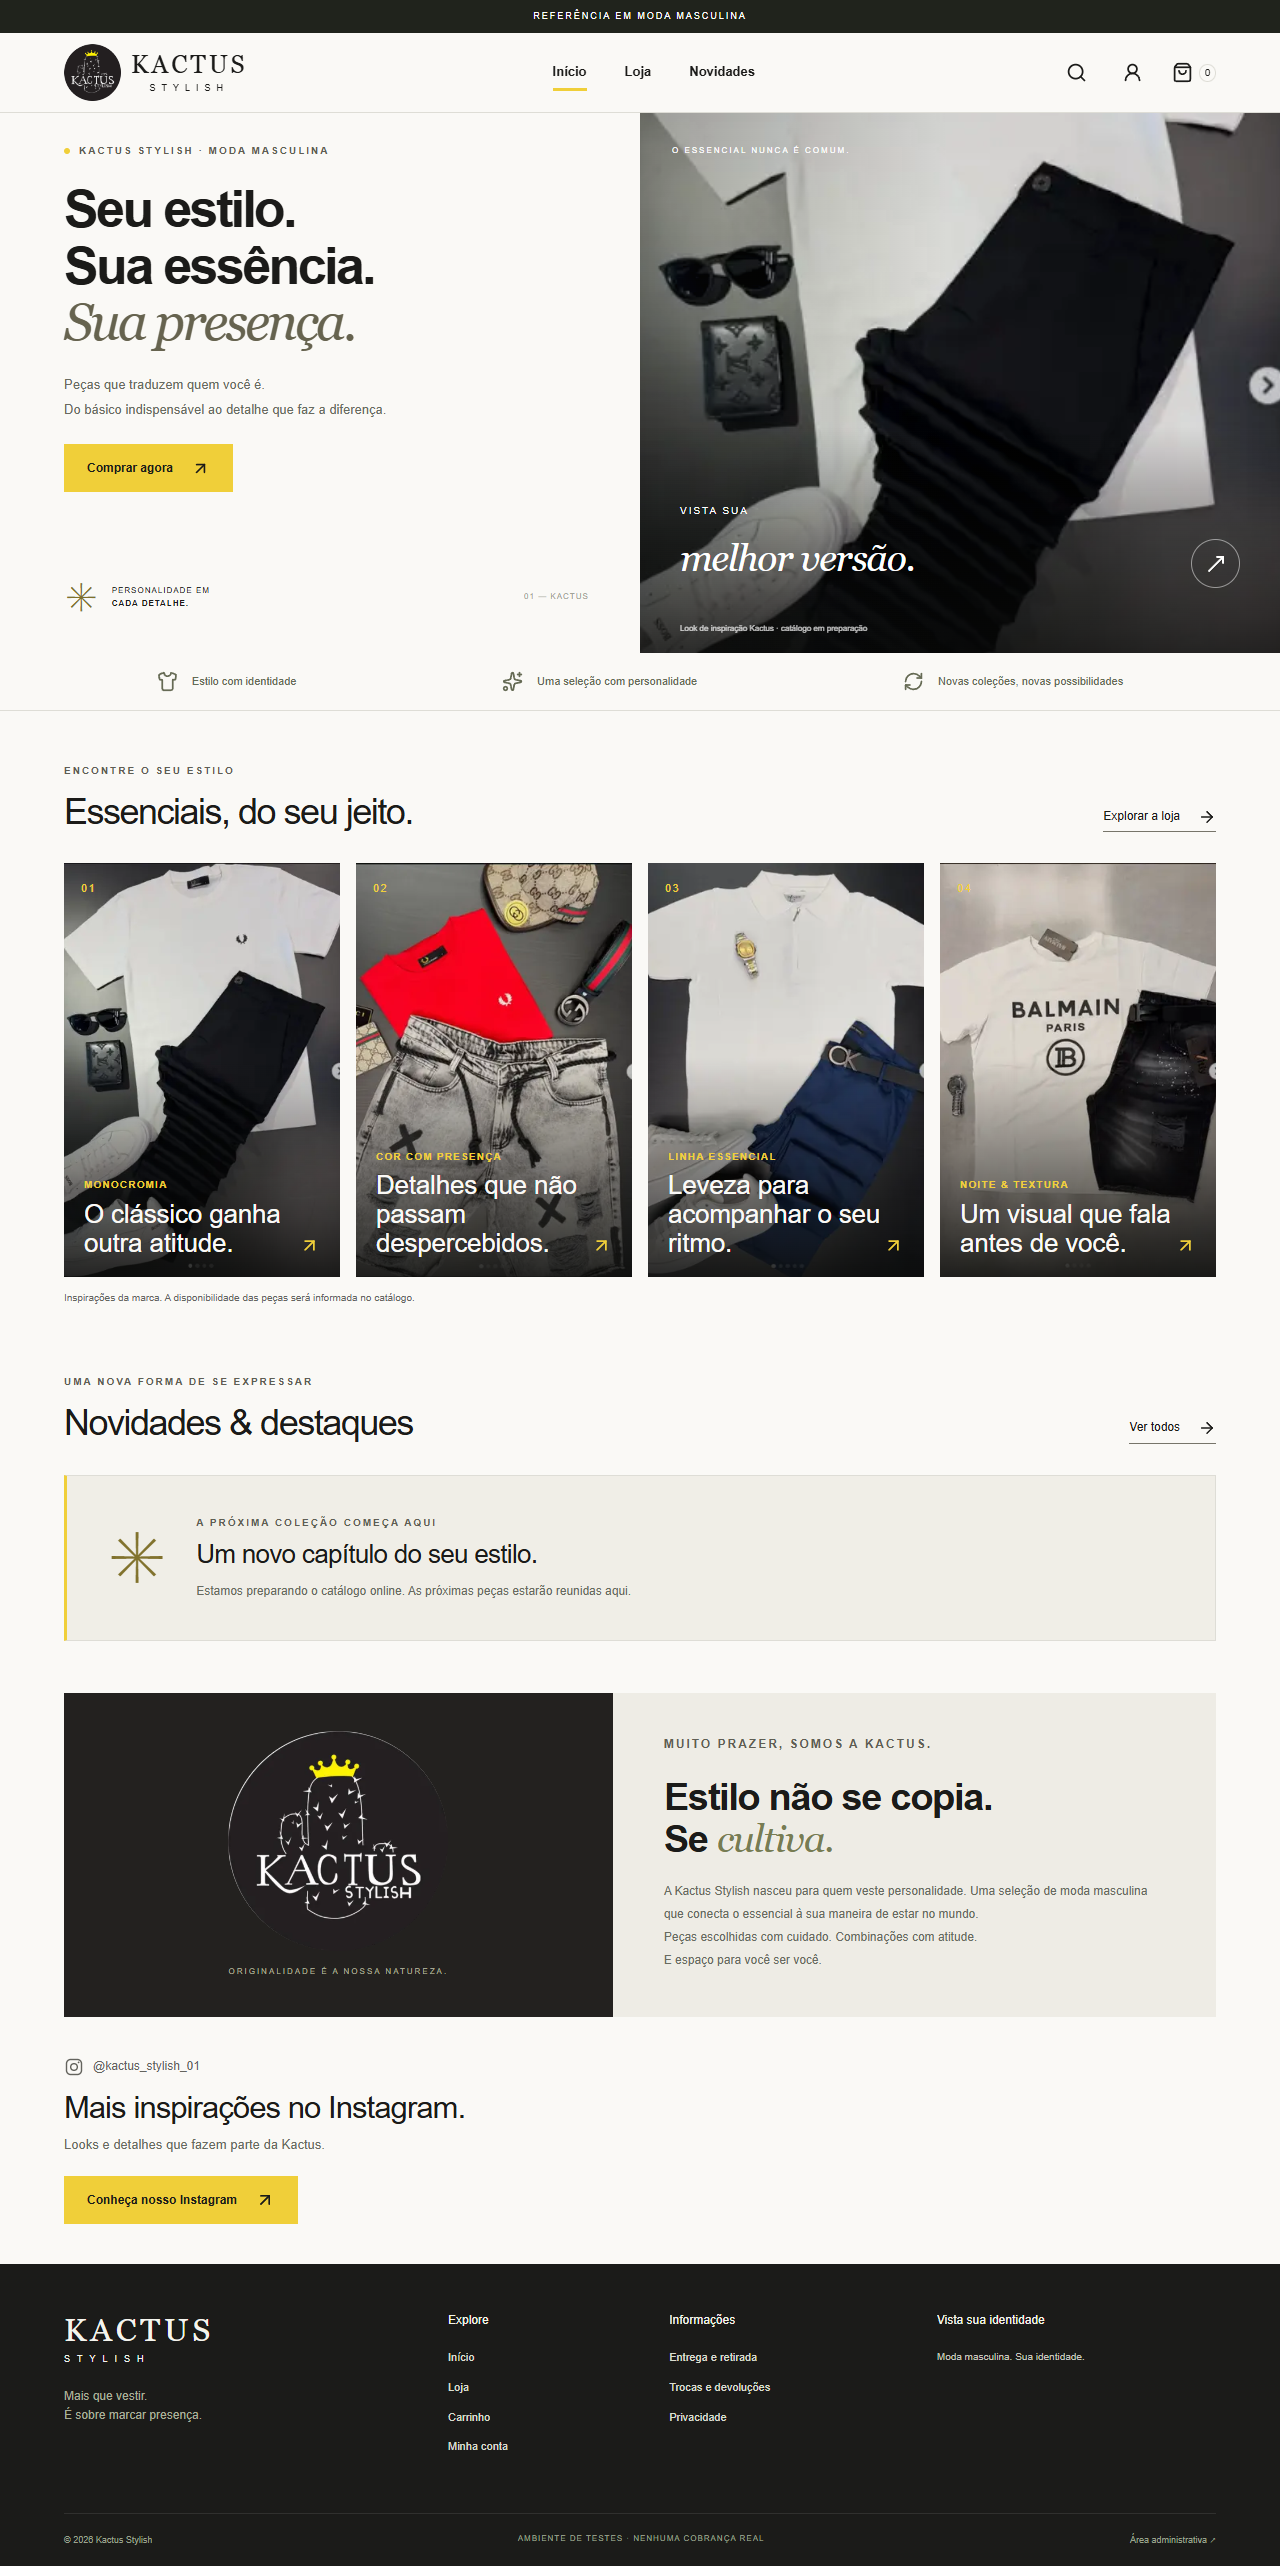 REFERÊNCIA EM MODA MASCULINA
KACTUS
KACTUS
STYLISH
Início
Loja
Novidades
0
KACTUS STYLISH · MODA MASCULINA
Seu estilo.
Sua essência.
Sua presença.
Peças que traduzem quem você é.
Do básico indispensável ao detalhe que faz a diferença.
Comprar agora
PERSONALIDADE EM
CADA DETALHE.
01 — KACTUS
O ESSENCIAL NUNCA É COMUM.
VISTA SUA
melhor versão.
Look de inspiração Kactus · catálogo em preparação
Estilo com identidade
Uma seleção com personalidade
Novas coleções, novas possibilidades
ENCONTRE O SEU ESTILO
Essenciais, do seu jeito.
Explorar a loja
01
MONOCROMIA
O clássico ganha
outra atitude.
02
COR COM PRESENÇA
Detalhes que não
passam
despercebidos.
03
LINHA ESSENCIAL
Leveza para
acompanhar o seu
ritmo.
04
BALMAIN
PARIS
NOITE & TEXTURA
Um visual que fala
antes de você.
Inspirações da marca. A disponibilidade das peças será informada no catálogo.
UMA NOVA FORMA DE SE EXPRESSAR
Novidades & destaques
Ver todos
A PRÓXIMA COLEÇÃO COMEÇA AQUI
Um novo capítulo do seu estilo.
Estamos preparando o catálogo online. As próximas peças estarão reunidas aqui.
KACTUS
STYLISH
ORIGINALIDADE É A NOSSA NATUREZA.
MUITO PRAZER, SOMOS A KACTUS.
Estilo não se copia.
Se cultiva.
A Kactus Stylish nasceu para quem veste personalidade. Uma seleção de moda masculina
que conecta o essencial à sua maneira de estar no mundo.
Peças escolhidas com cuidado. Combinações com atitude.
E espaço para você ser você.
@kactus_stylish_01
Mais inspirações no Instagram.
Looks e detalhes que fazem parte da Kactus.
Conheça nosso Instagram
KACTUS
STYLISH
Mais que vestir.
É sobre marcar presença.
Explore
Início
Loja
Carrinho
Minha conta
Informações
Entrega e retirada
Trocas e devoluções
Privacidade
Vista sua identidade
Moda masculina. Sua identidade.
© 2026 Kactus Stylish
AMBIENTE DE TESTES · NENHUMA COBRANÇA REAL
Área administrativa ↗